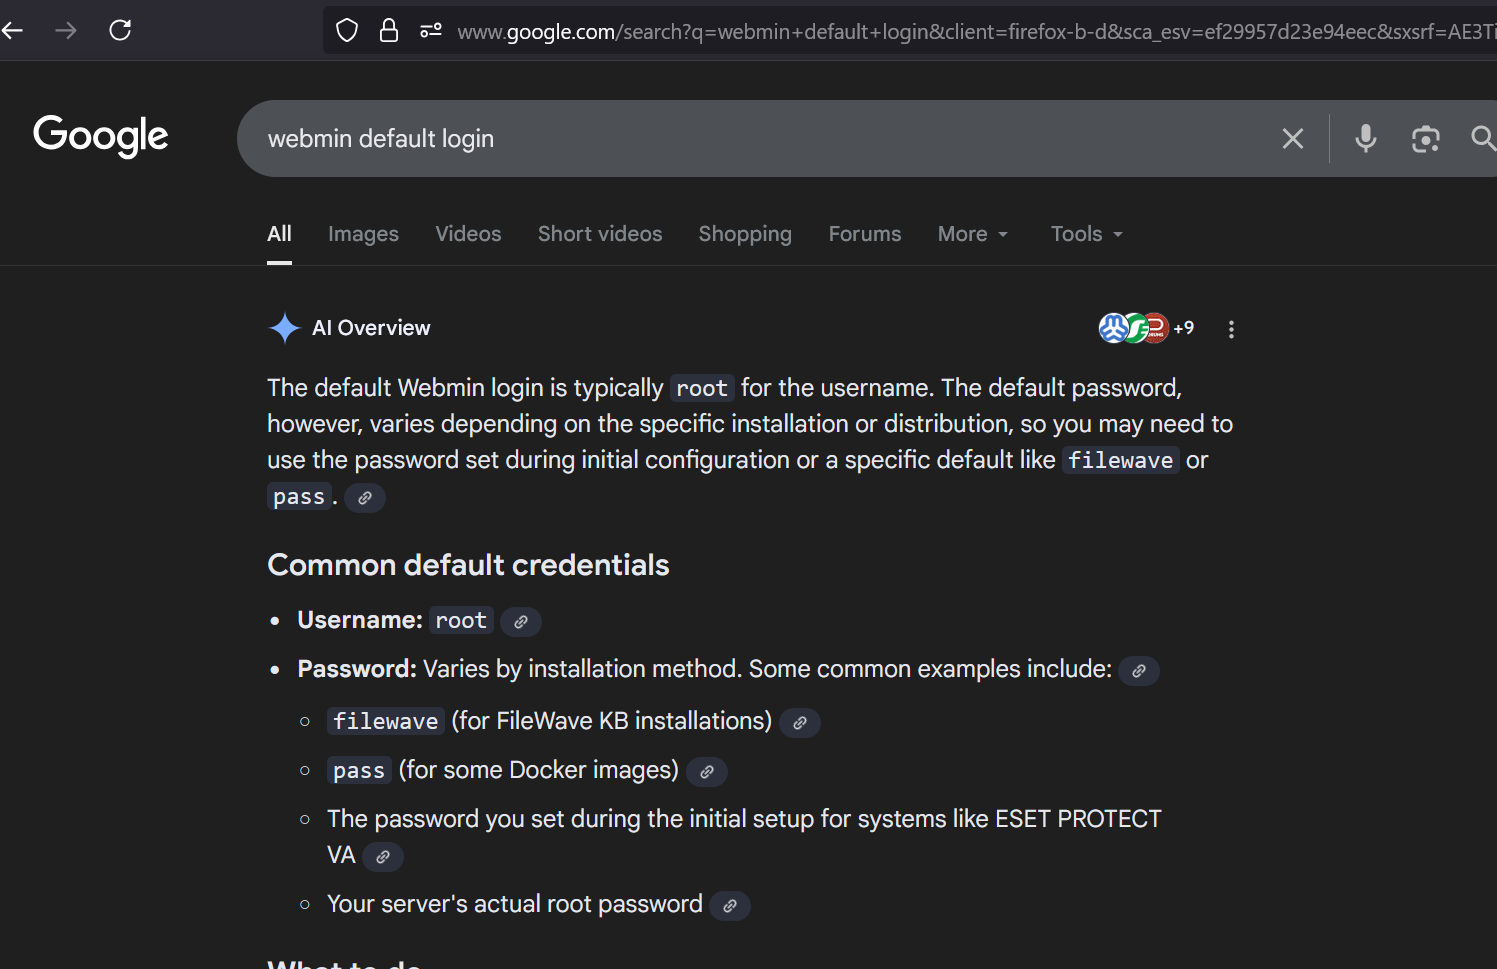 www.google.com/search?q=webmin+default+login&client=firefox-b-d&sca_esv=ef29957d23e94eec&sxsrf=AE3Ti
Google
webmin default login
All Images Videos Short videos Shopping Forums More Tools
AI Overview +9
The default Webmin login is typically root for the username. The default password,
however, varies depending on the specific installation or distribution, so you may need to
use the password set during initial configuration or a specific default like filewave or
pass.
Common default credentials
• Username: root
• Password: Varies by installation method. Some common examples include:
○ filewave (for FileWave KB installations)
○ pass (for some Docker images)
○ The password you set during the initial setup for systems like ESET PROTECT
VA
○ Your server's actual root password
What to do